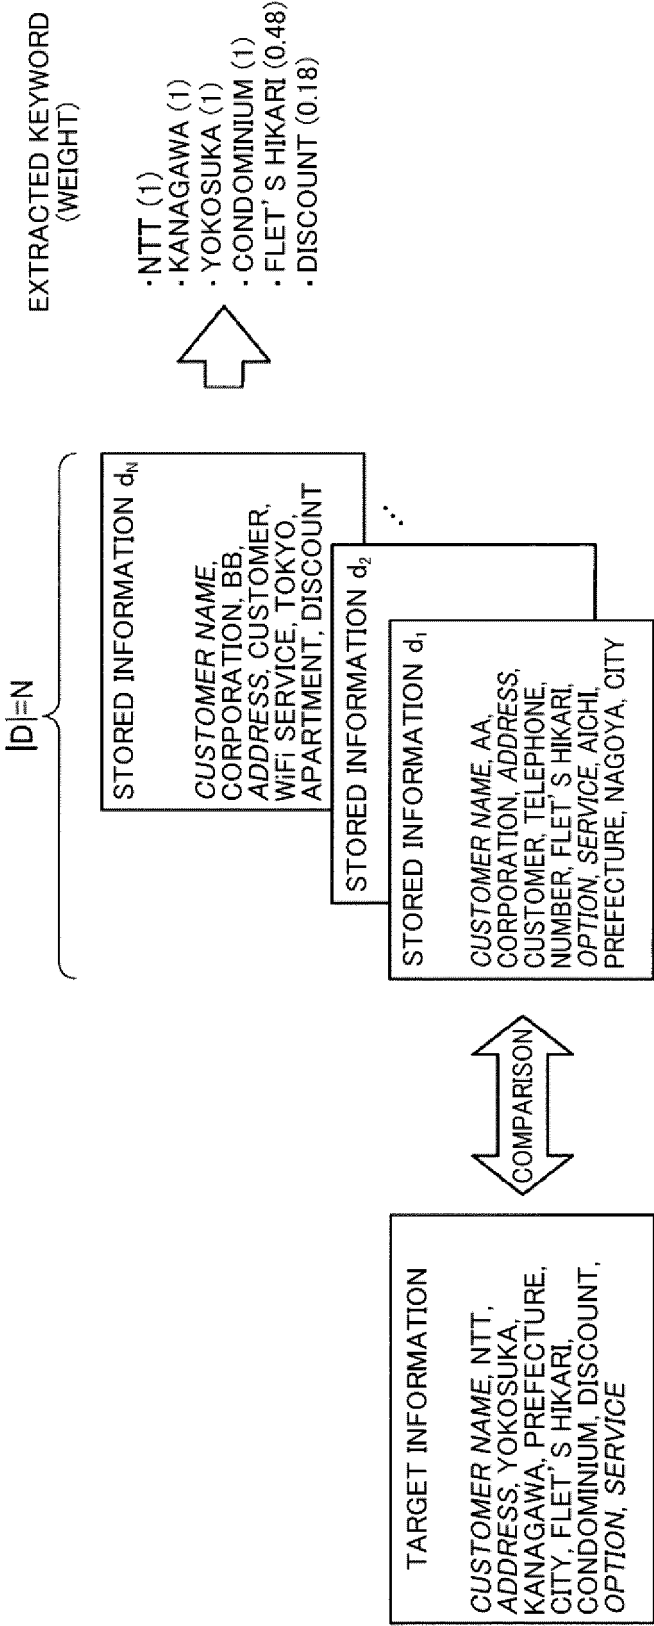 TARGET INFORMATION
CUSTOMER NAME, NTT,
ADDRESS, YOKOSUKA,
KANAGAWA, PREFECTURE,
CITY, FLET'S HIKARI,
CONDOMINIUM, DISCOUNT,
OPTION, SERVICE
COMPARISON
|D|=N
STORED INFORMATION d1
CUSTOMER NAME, AA,
CORPORATION, ADDRESS,
CUSTOMER, TELEPHONE,
NUMBER, FLET'S HIKARI,
OPTION, SERVICE, AICHI,
PREFECTURE, NAGOYA, CITY
STORED INFORMATION d2
STORED INFORMATION dN
CUSTOMER NAME,
CORPORATION, BB,
ADDRESS, CUSTOMER,
WiFi SERVICE, TOKYO,
APARTMENT, DISCOUNT
...
EXTRACTED KEYWORD
(WEIGHT)
・NTT (1)
・KANAGAWA (1)
・YOKOSUKA (1)
・CONDOMINIUM (1)
・FLET'S HIKARI (0.48)
・DISCOUNT (0.18)